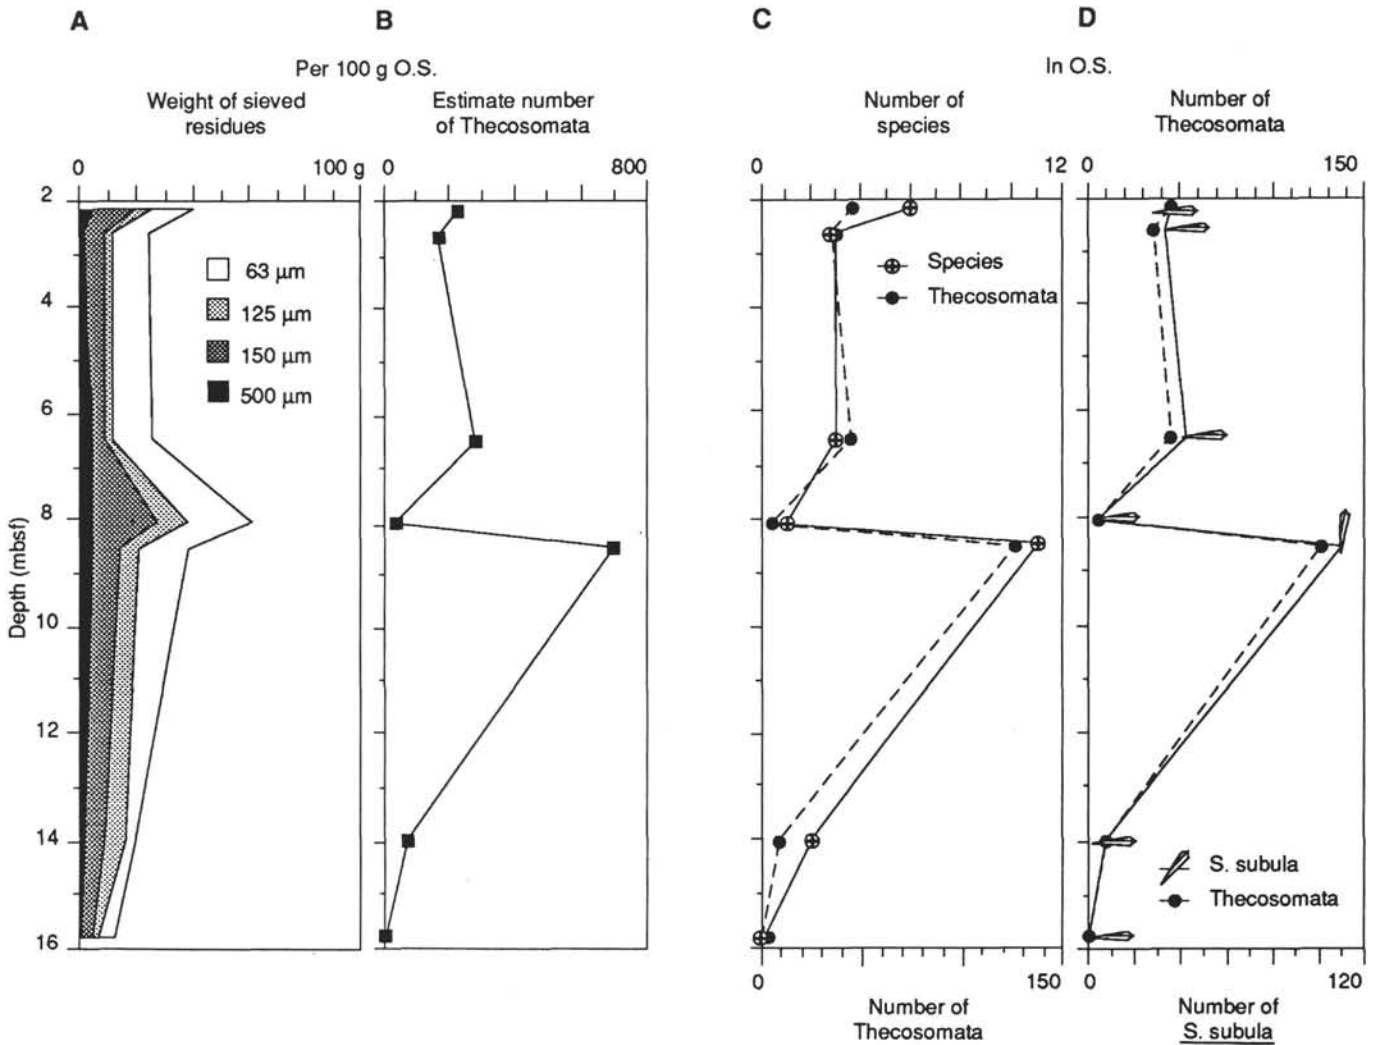 A
B
C
D
Per 100 g O.S.
In O.S.
Weight of sieved
residues
Estimate number
of Thecosomata
Number of
species
Number of
Thecosomata
0
100 g
0
800
0
12
0
150
2
4
6
8
10
12
14
16
Depth (mbsf)
63 µm
125 µm
150 µm
500 µm
Species
Thecosomata
S. subula
Thecosomata
0
150
0
120
Number of
Thecosomata
Number of
S. subula